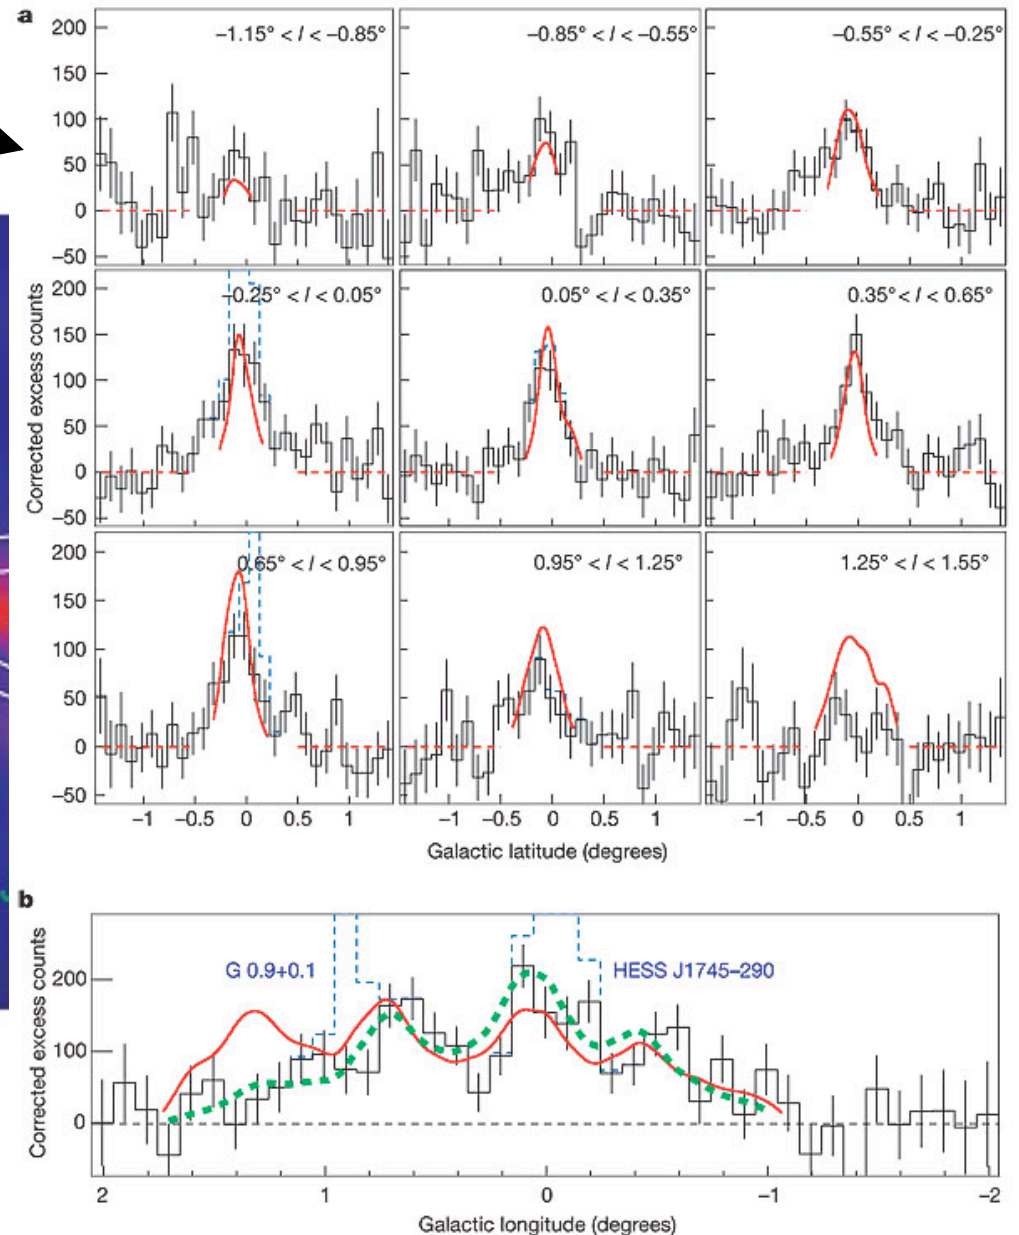 a
200
150
100
50
0
−50
−1.15° < l < −0.85°
−0.85° < l < −0.55°
−0.55° < l < −0.25°
Corrected excess counts
200
150
100
50
0
−50
−0.25° < l < 0.05°
0.05° < l < 0.35°
0.35° < l < 0.65°
200
150
100
50
0
−50
0.65° < l < 0.95°
0.95° < l < 1.25°
1.25° < l < 1.55°
−1 −0.5 0 0.5 1
−1 −0.5 0 0.5 1
−1 −0.5 0 0.5 1
Galactic latitude (degrees)
b
Corrected excess counts
200
100
0
G 0.9+0.1
HESS J1745–290
2 1 0 −1 −2
Galactic longitude (degrees)